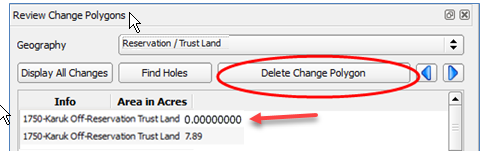 Review Change Polygons
Geography Reservation / Trust Land
Display All Changes Find Holes Delete Change Polygon
Info Area in Acres
1750-Karuk Off-Reservation Trust Land 0.00000000
1750-Karuk Off-Reservation Trust Land 7.89